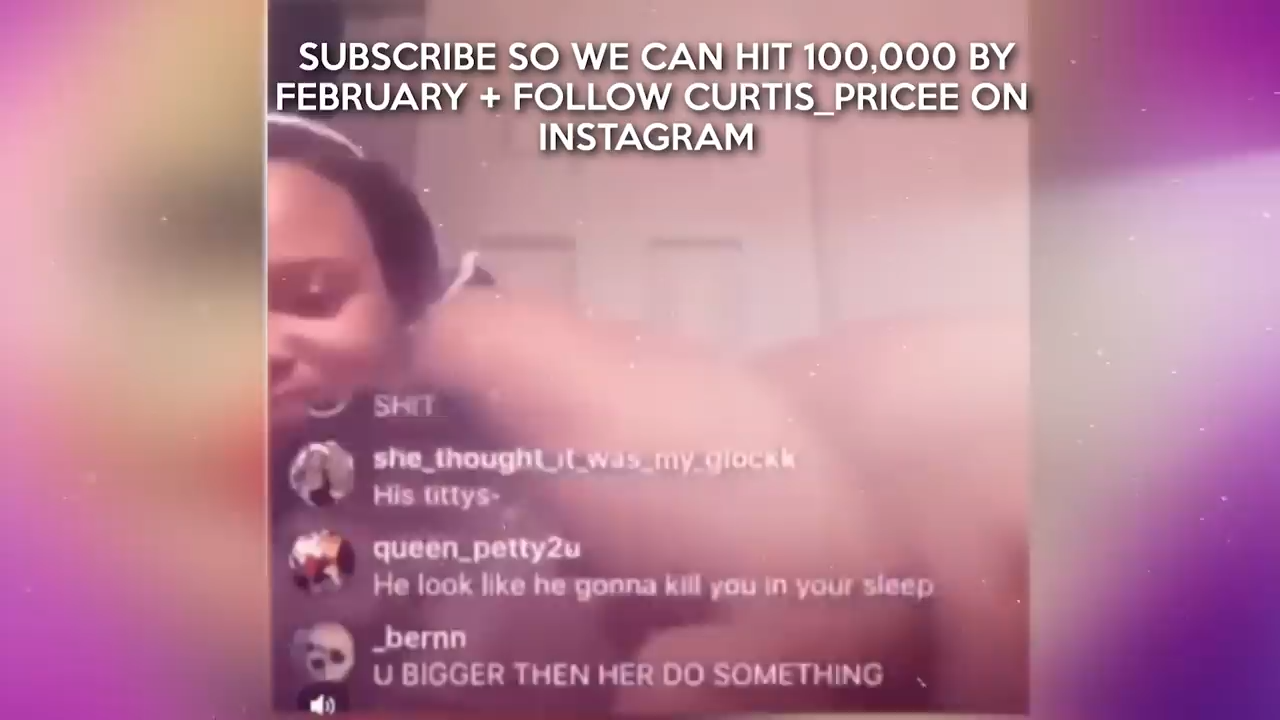 SUBSCRIBE SO WE CAN HIT 100,000 BY
FEBRUARY + FOLLOW CURTIS_PRICEE ON
INSTAGRAM
SHIT
she_thought_it_was_my_glockk
His tittys-
queen_petty2u
He look like he gonna kill you in your sleep
_bernn
U BIGGER THEN HER DO SOMETHING